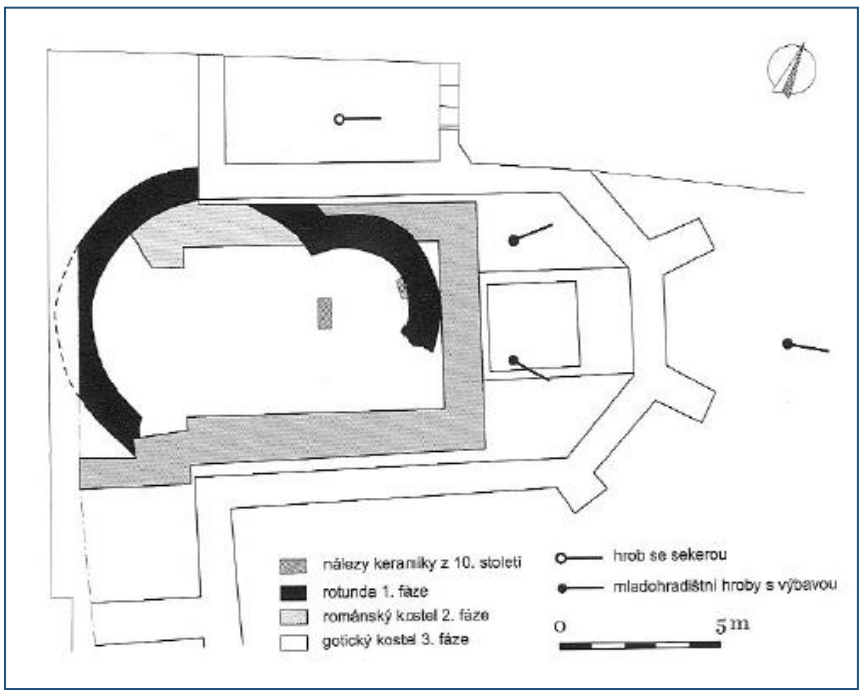 nálezy keramiky z 10. století
rotunda 1. fáze
románský kostel 2. fáze
gotický kostel 3. fáze
hrob se sekerou
mladohradištní hroby s výbavou
0 5 m